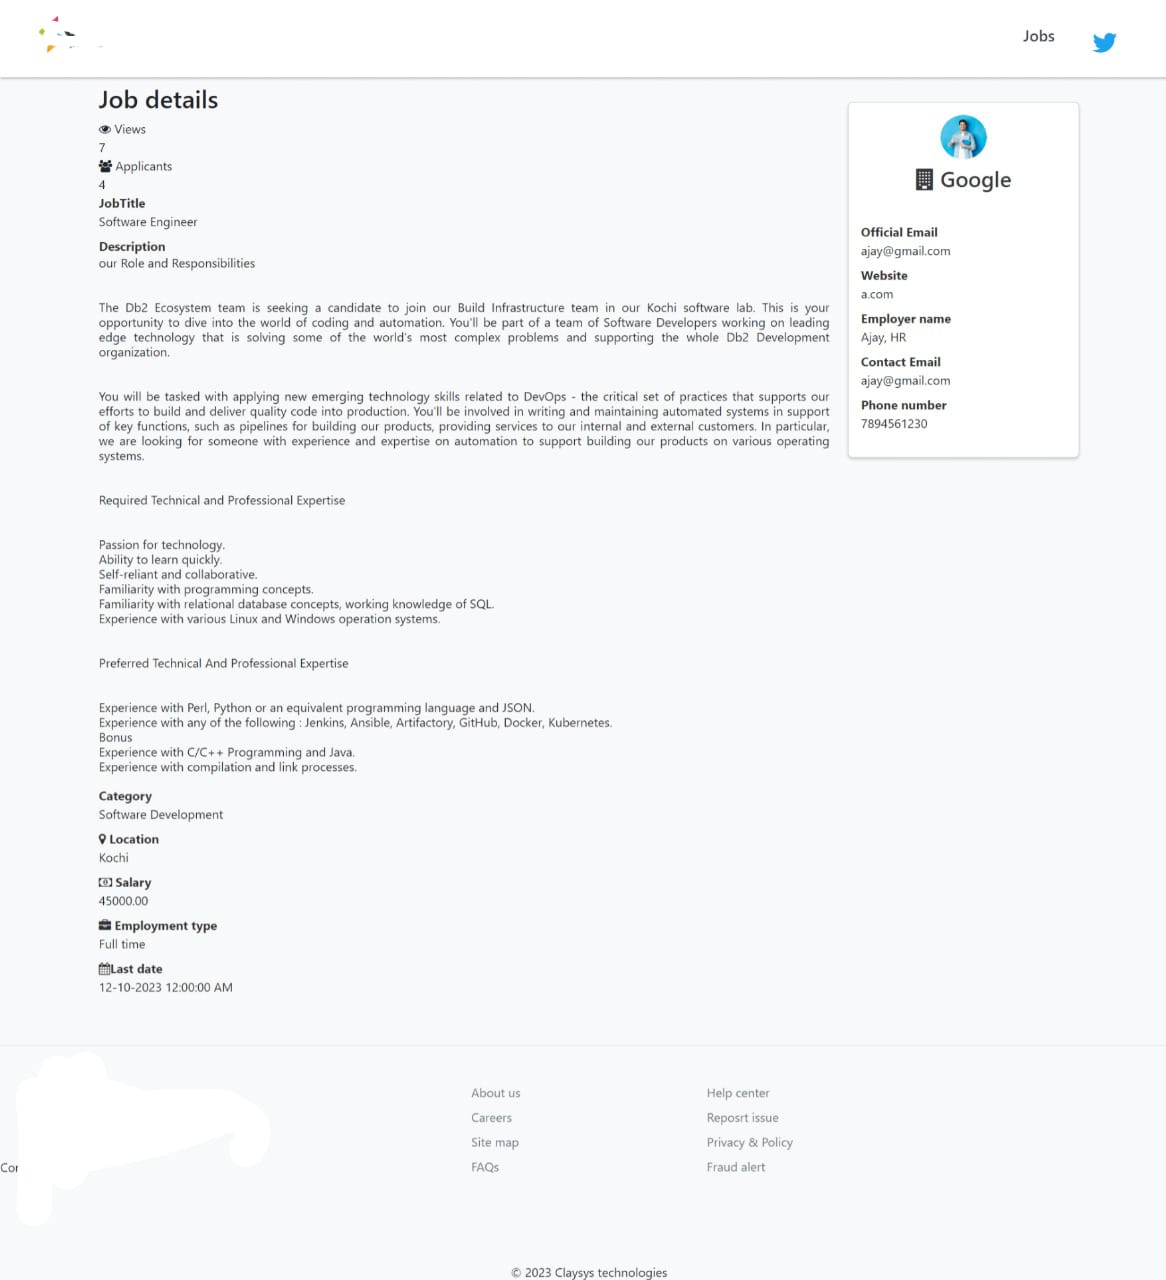 Jobs
Job details
Views
7
Applicants
4
JobTitle
Software Engineer
Description
our Role and Responsibilities
The Db2 Ecosystem team is seeking a candidate to join our Build Infrastructure team in our Kochi software lab. This is your
opportunity to dive into the world of coding and automation. You'll be part of a team of Software Developers working on leading
edge technology that is solving some of the world's most complex problems and supporting the whole Db2 Development
organization.
You will be tasked with applying new emerging technology skills related to DevOps - the critical set of practices that supports our
efforts to build and deliver quality code into production. You'll be involved in writing and maintaining automated systems in support
of key functions, such as pipelines for building our products, providing services to our internal and external customers. In particular,
we are looking for someone with experience and expertise on automation to support building our products on various operating
systems.
Required Technical and Professional Expertise
Passion for technology.
Ability to learn quickly.
Self-reliant and collaborative.
Familiarity with programming concepts.
Familiarity with relational database concepts, working knowledge of SQL.
Experience with various Linux and Windows operation systems.
Preferred Technical And Professional Expertise
Experience with Perl, Python or an equivalent programming language and JSON.
Experience with any of the following : Jenkins, Ansible, Artifactory, GitHub, Docker, Kubernetes.
Bonus
Experience with C/C++ Programming and Java.
Experience with compilation and link processes.
Category
Software Development
Location
Kochi
Salary
45000.00
Employment type
Full time
Last date
12-10-2023 12:00:00 AM
Google
Official Email
ajay@gmail.com
Website
a.com
Employer name
Ajay, HR
Contact Email
ajay@gmail.com
Phone number
7894561230
About us
Careers
Site map
FAQs
Help center
Reposrt issue
Privacy & Policy
Fraud alert
© 2023 Claysys technologies